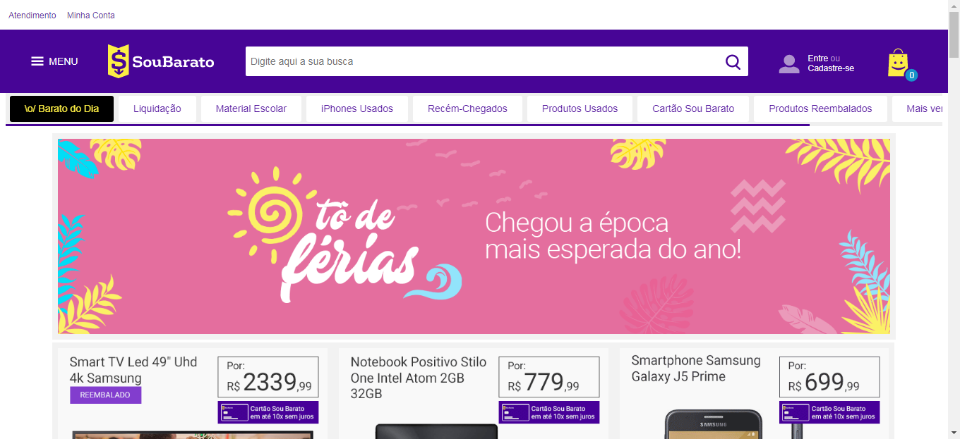 Atendimento Minha Conta
MENU SouBarato Digite aqui a sua busca Entre ou
Cadastre-se
0
\o/ Barato do Dia Liquidação Material Escolar iPhones Usados Recém-Chegados Produtos Usados Cartão Sou Barato Produtos Reembalados Mais ver
tô de
férias
Chegou a época
mais esperada do ano!
Smart TV Led 49" Uhd
4k Samsung
REEMBALADO
Por:
R$ 2339,99
Cartão Sou Barato
em até 10x sem juros
Notebook Positivo Stilo
One Intel Atom 2GB
32GB
Por:
R$ 779,99
Cartão Sou Barato
em até 10x sem juros
Smartphone Samsung
Galaxy J5 Prime
Por:
R$ 699,99
Cartão Sou Barato
em até 10x sem juros
SAMSUNG